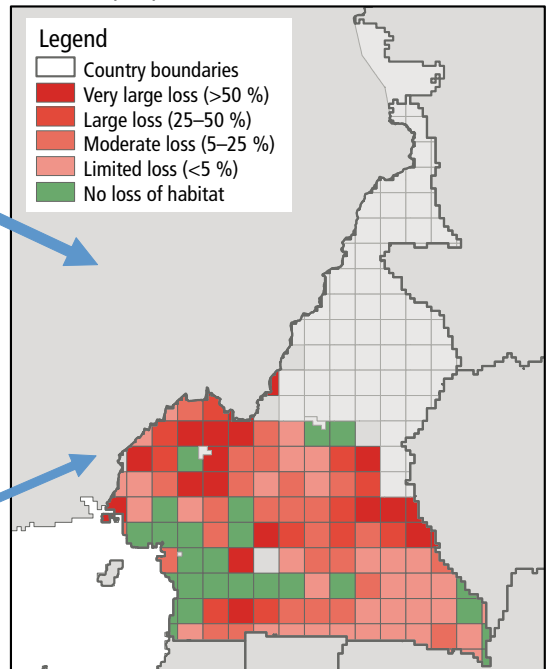 Legend
Country boundaries
Very large loss (>50 %)
Large loss (25–50 %)
Moderate loss (5–25 %)
Limited loss (<5 %)
No loss of habitat